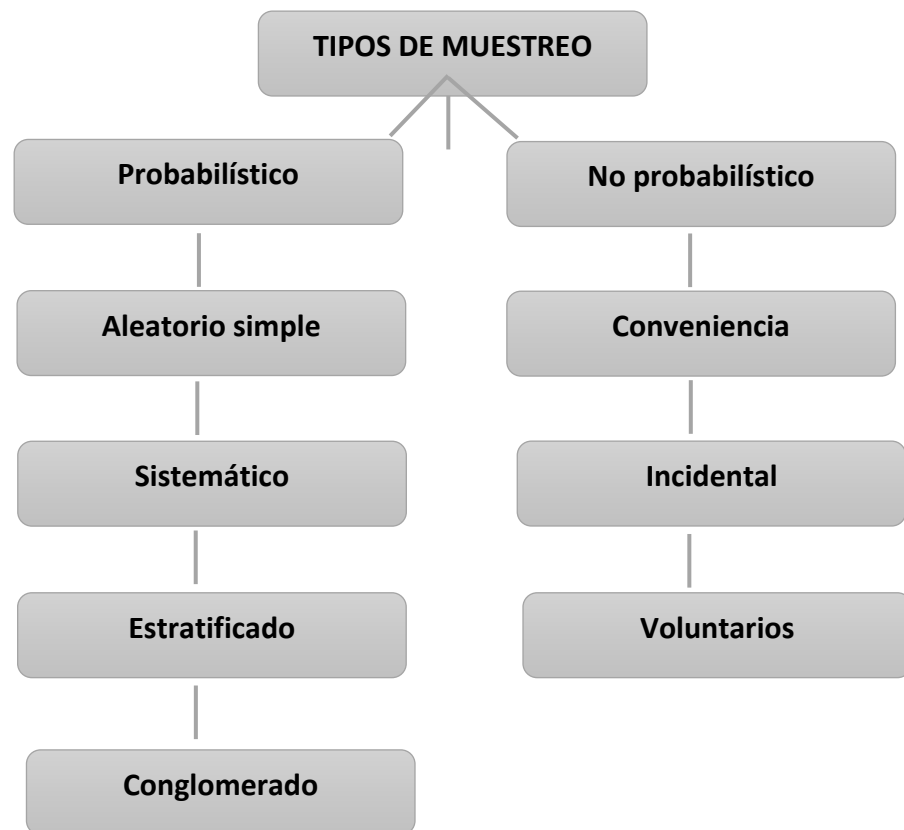 TIPOS DE MUESTREO
Probabilístico
No probabilístico
Aleatorio simple
Conveniencia
Sistemático
Incidental
Estratificado
Voluntarios
Conglomerado